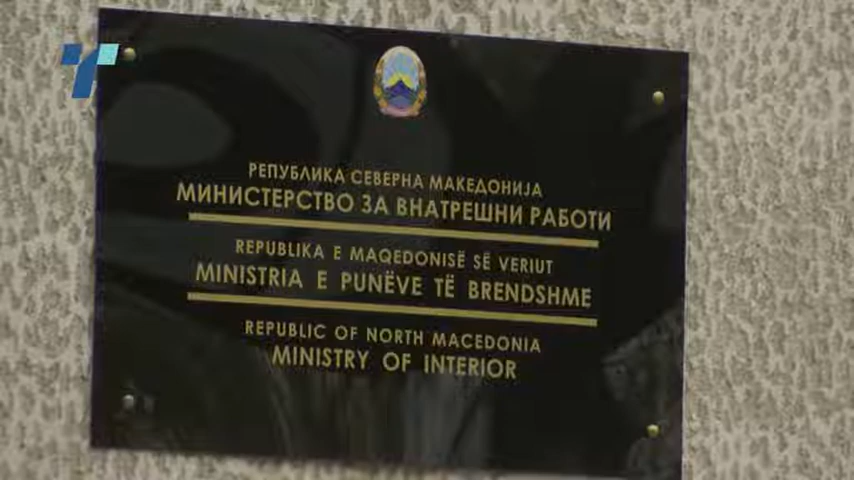 РЕПУБЛИКА СЕВЕРНА МАКЕДОНИЈА
МИНИСТЕРСТВО ЗА ВНАТРЕШНИ РАБОТИ
REPUBLIKA E MAQEDONISË SË VERIUT
MINISTRIA E PUNËVE TË BRENDSHME
REPUBLIC OF NORTH MACEDONIA
MINISTRY OF INTERIOR